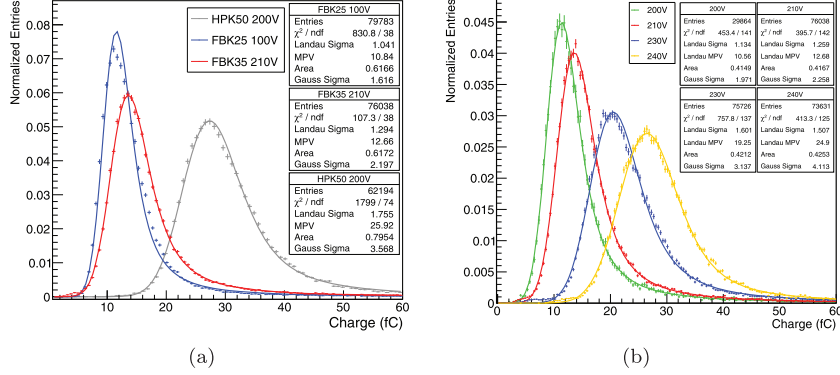 Normalized Entries
0.08
0.07
0.06
0.05
0.04
0.03
0.02
0.01
0
10
20
30
40
50
60
Charge (fC)
HPK50 200V
FBK25 100V
FBK35 210V
FBK25 100V
Entries 79783
χ² / ndf 830.8 / 38
Landau Sigma 1.041
MPV 10.84
Area 0.6166
Gauss Sigma 1.616
FBK35 210V
Entries 76038
χ² / ndf 107.3 / 38
Landau Sigma 1.294
MPV 12.66
Area 0.6172
Gauss Sigma 2.197
HPK50 200V
Entries 62194
χ² / ndf 1799 / 74
Landau Sigma 1.755
MPV 25.92
Area 0.7954
Gauss Sigma 3.568
(a)
Normalized Entries
0.045
0.04
0.035
0.03
0.025
0.02
0.015
0.01
0.005
0
0
10
20
30
40
50
60
Charge (fC)
200V
210V
230V
240V
200V
Entries 29864
χ² / ndf 453.4 / 141
Landau Sigma 1.134
Landau MPV 10.56
Area 0.4149
Gauss Sigma 1.971
210V
Entries 76038
χ² / ndf 395.7 / 142
Landau Sigma 1.259
Landau MPV 12.68
Area 0.4167
Gauss Sigma 2.258
230V
Entries 75726
χ² / ndf 757.8 / 137
Landau Sigma 1.601
Landau MPV 19.25
Area 0.4212
Gauss Sigma 3.137
240V
Entries 73631
χ² / ndf 413.3 / 125
Landau Sigma 1.507
Landau MPV 24.9
Area 0.4253
Gauss Sigma 4.113
(b)